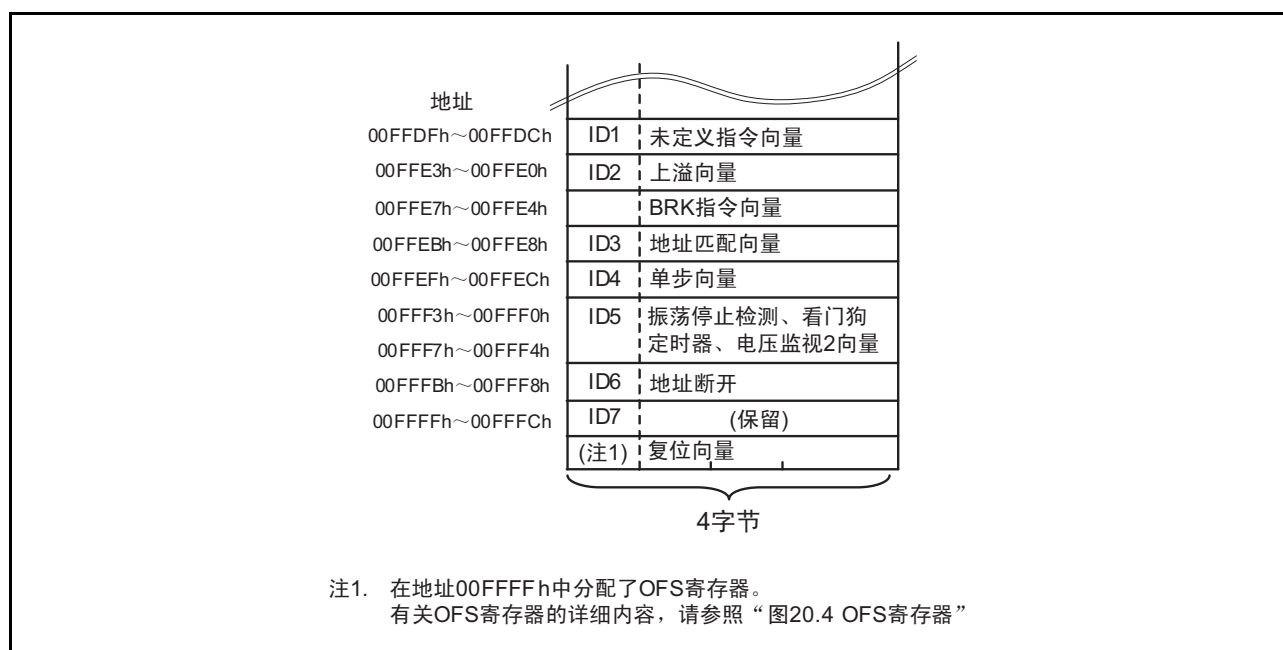 地址
00FFDFh～00FFDCh ID1 未定义指令向量
00FFE3h～00FFE0h ID2 上溢向量
00FFE7h～00FFE4h BRK指令向量
00FFEBh～00FFE8h ID3 地址匹配向量
00FFEFh～00FFECh ID4 单步向量
00FFF3h～00FFF0h ID5 振荡停止检测、看门狗
00FFF7h～00FFF4h 定时器、电压监视2向量
00FFFBh～00FFF8h ID6 地址断开
00FFFFh～00FFFCh ID7 (保留)
(注1) 复位向量
4字节
注1. 在地址00FFFFh中分配了OFS寄存器。
有关OFS寄存器的详细内容，请参照“图20.4 OFS寄存器”